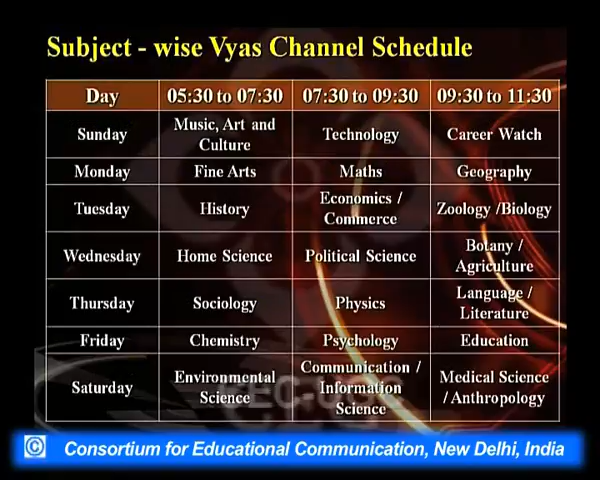 Subject - wise Vyas Channel Schedule
Day 05:30 to 07:30 07:30 to 09:30 09:30 to 11:30
Sunday Music, Art and Culture Technology Career Watch
Monday Fine Arts Maths Geography
Tuesday History Economics / Commerce Zoology /Biology
Wednesday Home Science Political Science Botany / Agriculture
Thursday Sociology Physics Language / Literature
Friday Chemistry Psychology Education
Saturday Environmental Science Communication / Information Science Medical Science /Anthropology
CEC-UGC
© Consortium for Educational Communication, New Delhi, India